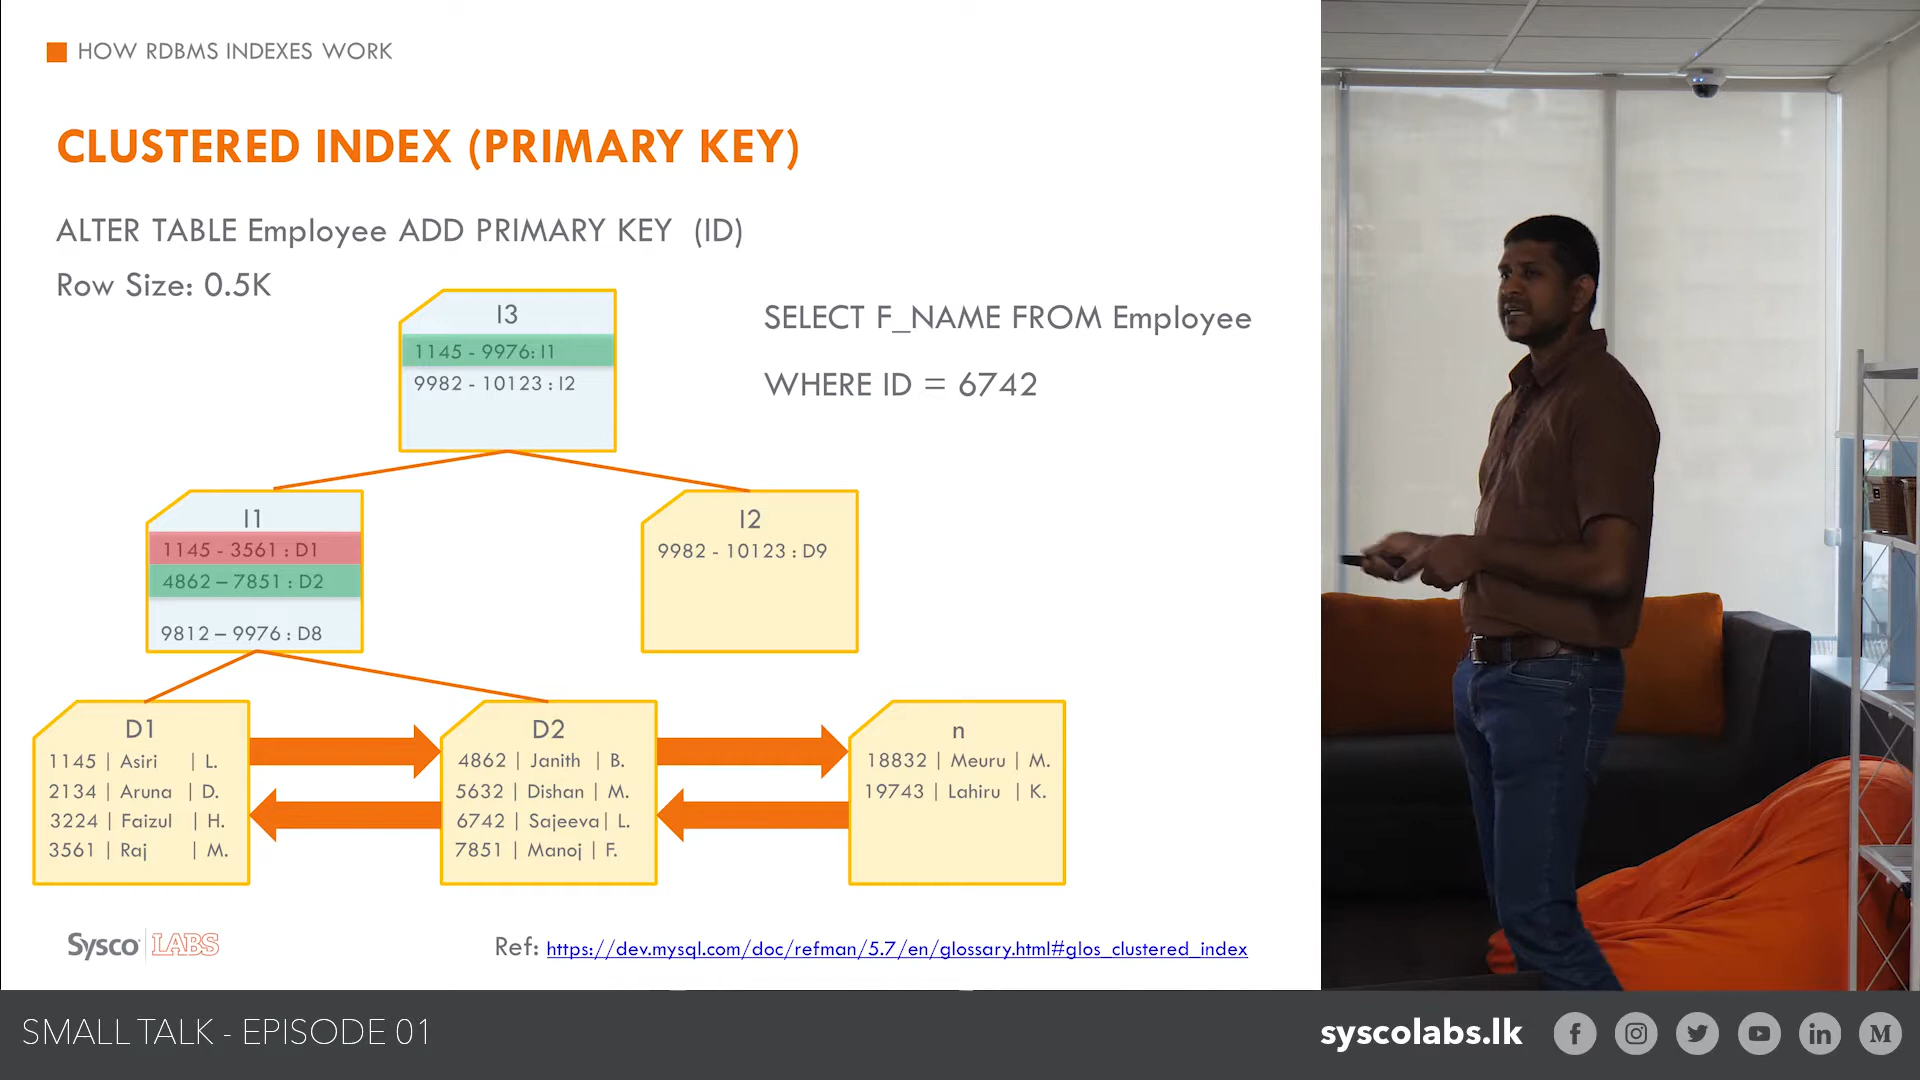 HOW RDBMS INDEXES WORK
CLUSTERED INDEX (PRIMARY KEY)
ALTER TABLE Employee ADD PRIMARY KEY (ID)
Row Size: 0.5K
I3
1145 - 9976: I1
9982 - 10123 : I2
SELECT F_NAME FROM Employee
WHERE ID = 6742
I1
1145 - 3561 : D1
4862 – 7851 : D2
9812 – 9976 : D8
I2
9982 - 10123 : D9
D1
1145 | Asiri | L.
2134 | Aruna | D.
3224 | Faizul | H.
3561 | Raj | M.
D2
4862 | Janith | B.
5632 | Dishan | M.
6742 | Sajeeva | L.
7851 | Manoj | F.
n
18832 | Meuru | M.
19743 | Lahiru | K.
Sysco LABS
Ref: https://dev.mysql.com/doc/refman/5.7/en/glossary.html#glos_clustered_index
SMALL TALK - EPISODE 01
syscolabs.lk